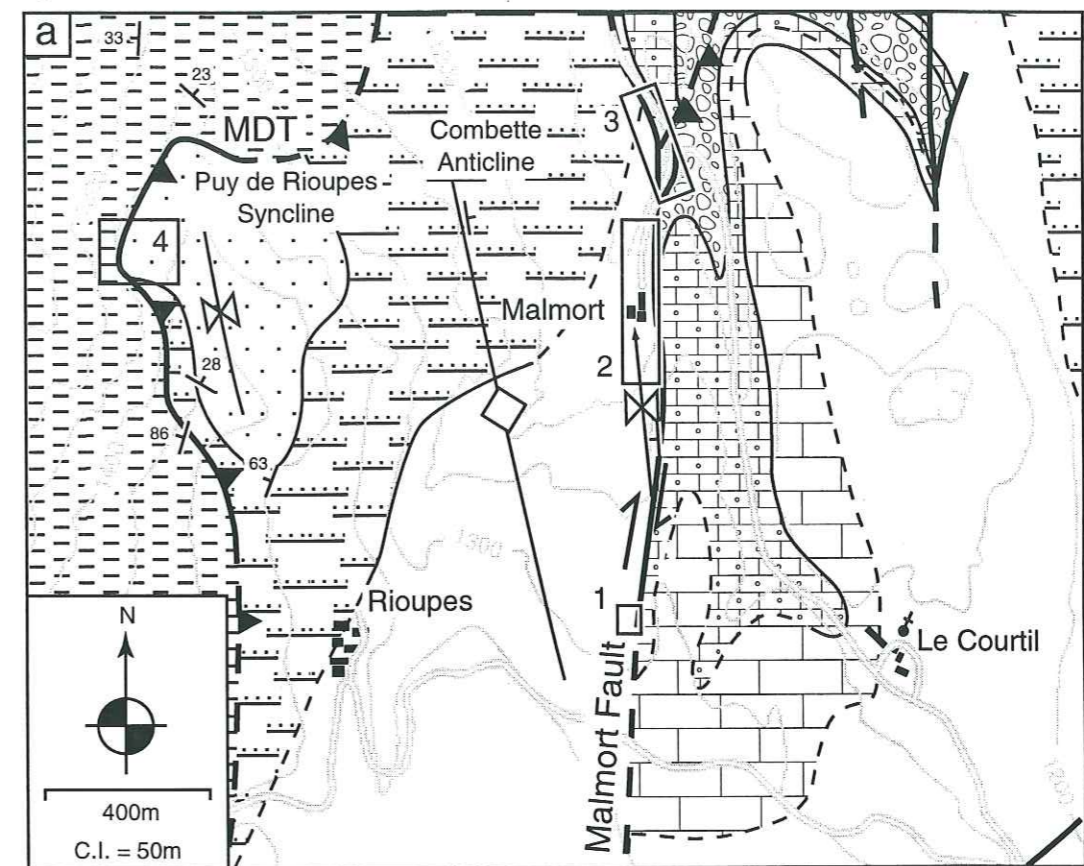 a
33
23
MDT
Combette
Anticline
3
Puy de Rioupes
Syncline
4
Malmort
28
2
86
63
1300
1
Rioupes
Le Courtil
Malmort Fault
N
400m
C.I. = 50m
1200